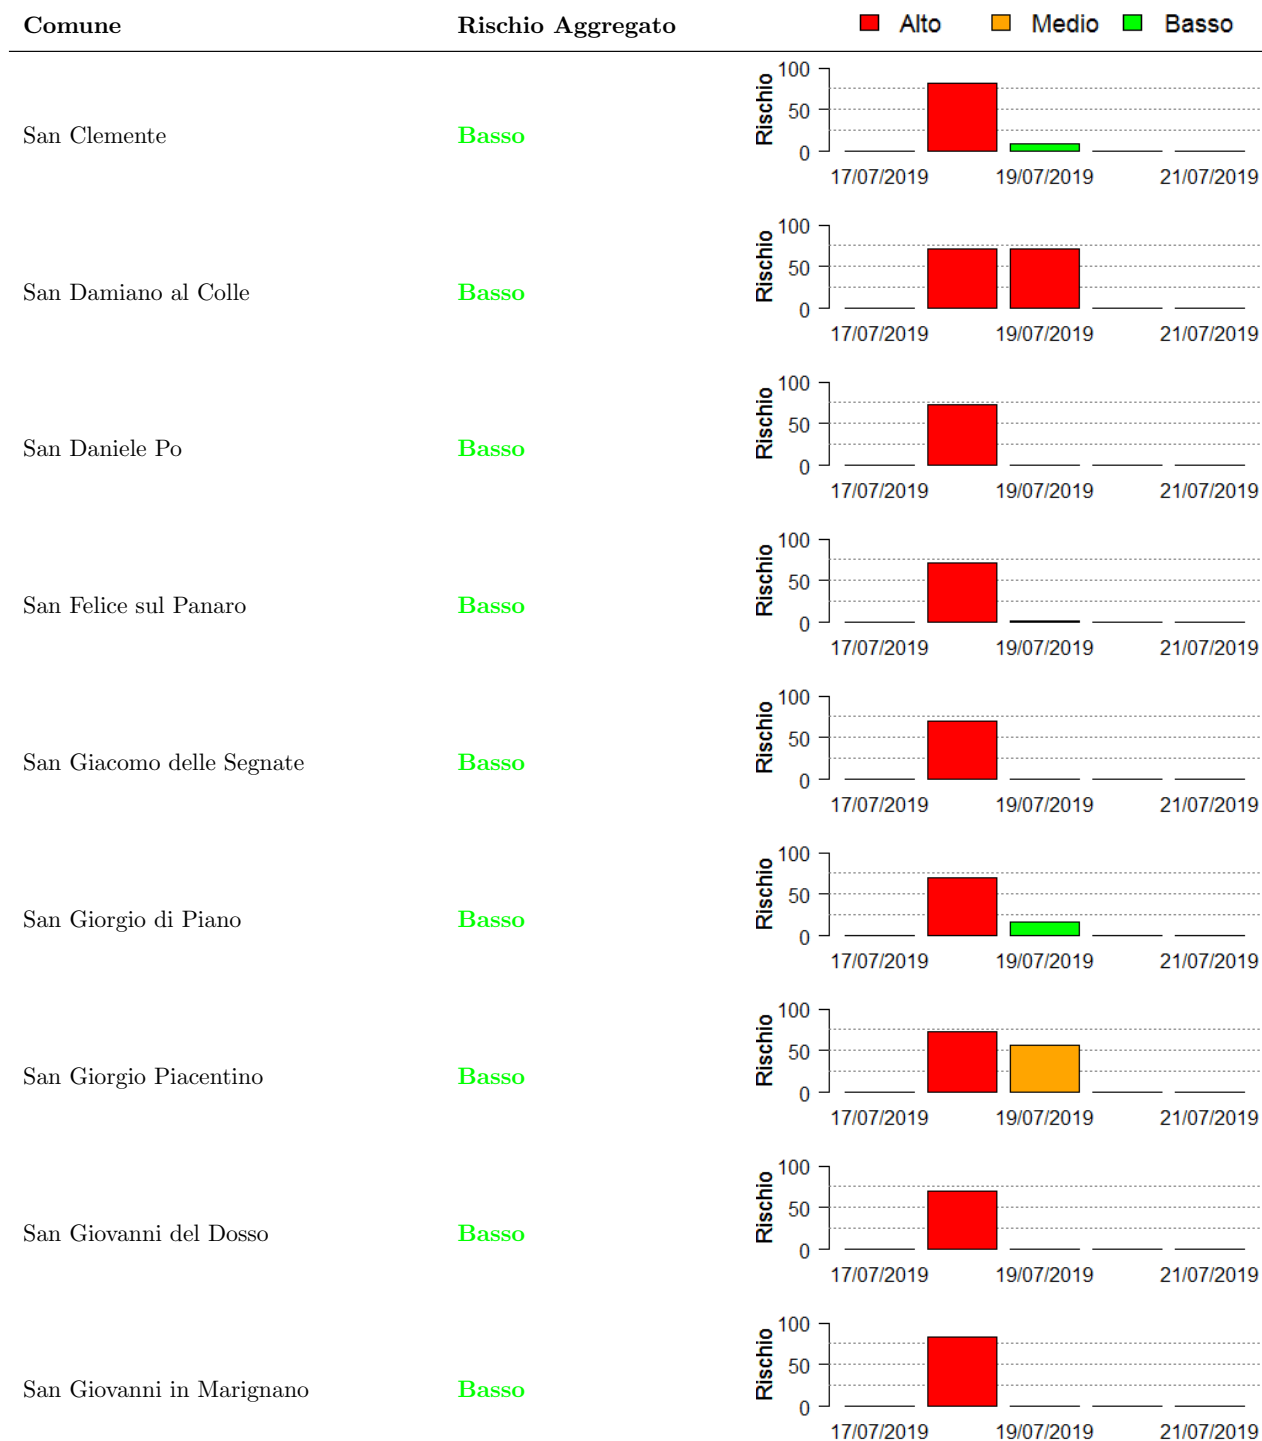 Comune Rischio Aggregato Alto Medio Basso
San Clemente Basso Rischio 100 50 0
17/07/2019 19/07/2019 21/07/2019
San Damiano al Colle Basso Rischio 100 50 0
17/07/2019 19/07/2019 21/07/2019
San Daniele Po Basso Rischio 100 50 0
17/07/2019 19/07/2019 21/07/2019
San Felice sul Panaro Basso Rischio 100 50 0
17/07/2019 19/07/2019 21/07/2019
San Giacomo delle Segnate Basso Rischio 100 50 0
17/07/2019 19/07/2019 21/07/2019
San Giorgio di Piano Basso Rischio 100 50 0
17/07/2019 19/07/2019 21/07/2019
San Giorgio Piacentino Basso Rischio 100 50 0
17/07/2019 19/07/2019 21/07/2019
San Giovanni del Dosso Basso Rischio 100 50 0
17/07/2019 19/07/2019 21/07/2019
San Giovanni in Marignano Basso Rischio 100 50 0
17/07/2019 19/07/2019 21/07/2019